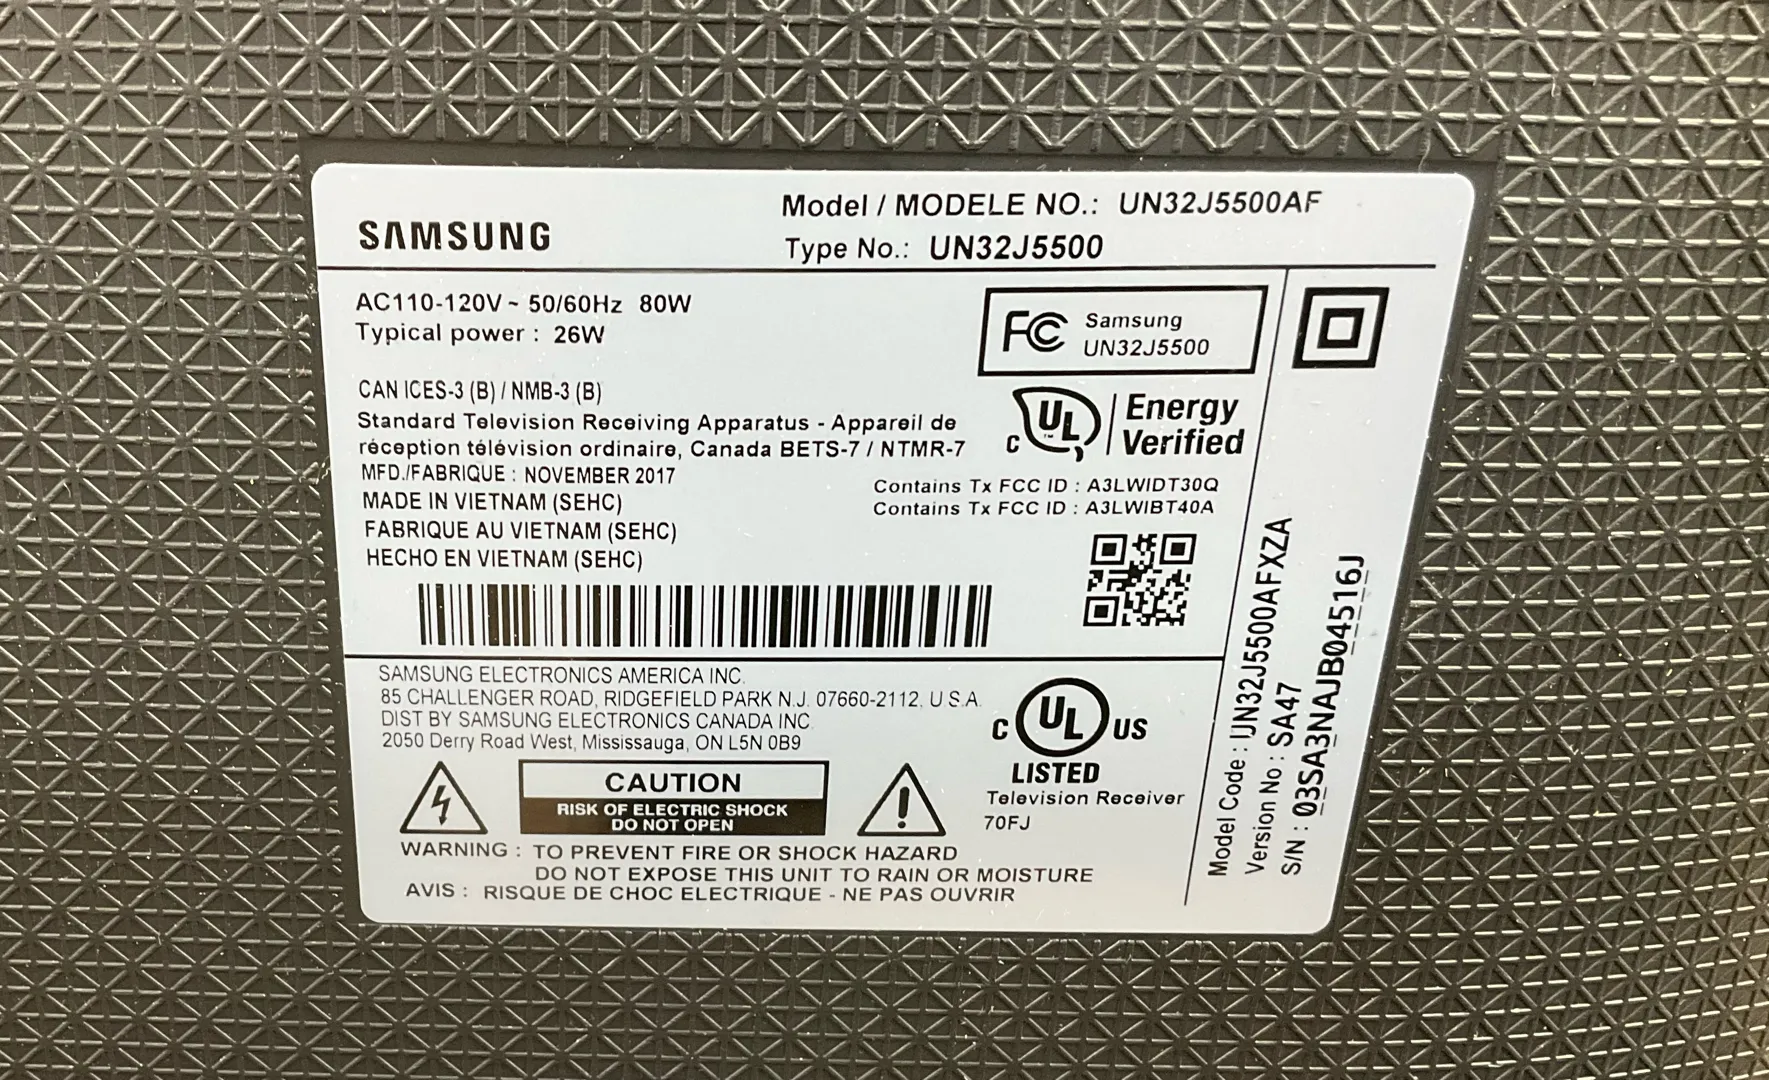 SAMSUNG
Model / MODELE NO.: UN32J5500AF
Type No.: UN32J5500
AC110-120V ~ 50/60Hz 80W
Typical power : 26W
FC Samsung
UN32J5500
CAN ICES-3 (B) / NMB-3 (B)
Standard Television Receiving Apparatus - Appareil de
réception télévision ordinaire, Canada BETS-7 / NTMR-7
MFD./FABRIQUE : NOVEMBER 2017
MADE IN VIETNAM (SEHC)
FABRIQUE AU VIETNAM (SEHC)
HECHO EN VIETNAM (SEHC)
C UL ™ Energy
Verified
Contains Tx FCC ID : A3LWIDT30Q
Contains Tx FCC ID : A3LWIBT40A
SAMSUNG ELECTRONICS AMERICA INC.
85 CHALLENGER ROAD, RIDGEFIELD PARK N.J. 07660-2112, U.S.A.
DIST BY SAMSUNG ELECTRONICS CANADA INC.
2050 Derry Road West, Mississauga, ON L5N 0B9
C UL US
LISTED
Television Receiver
70FJ
CAUTION
RISK OF ELECTRIC SHOCK
DO NOT OPEN
WARNING : TO PREVENT FIRE OR SHOCK HAZARD
DO NOT EXPOSE THIS UNIT TO RAIN OR MOISTURE
AVIS : RISQUE DE CHOC ELECTRIQUE - NE PAS OUVRIR
Model Code : UN32J5500AFXZA
Version No : SA47
S/N : 03SA3NAJB04516J